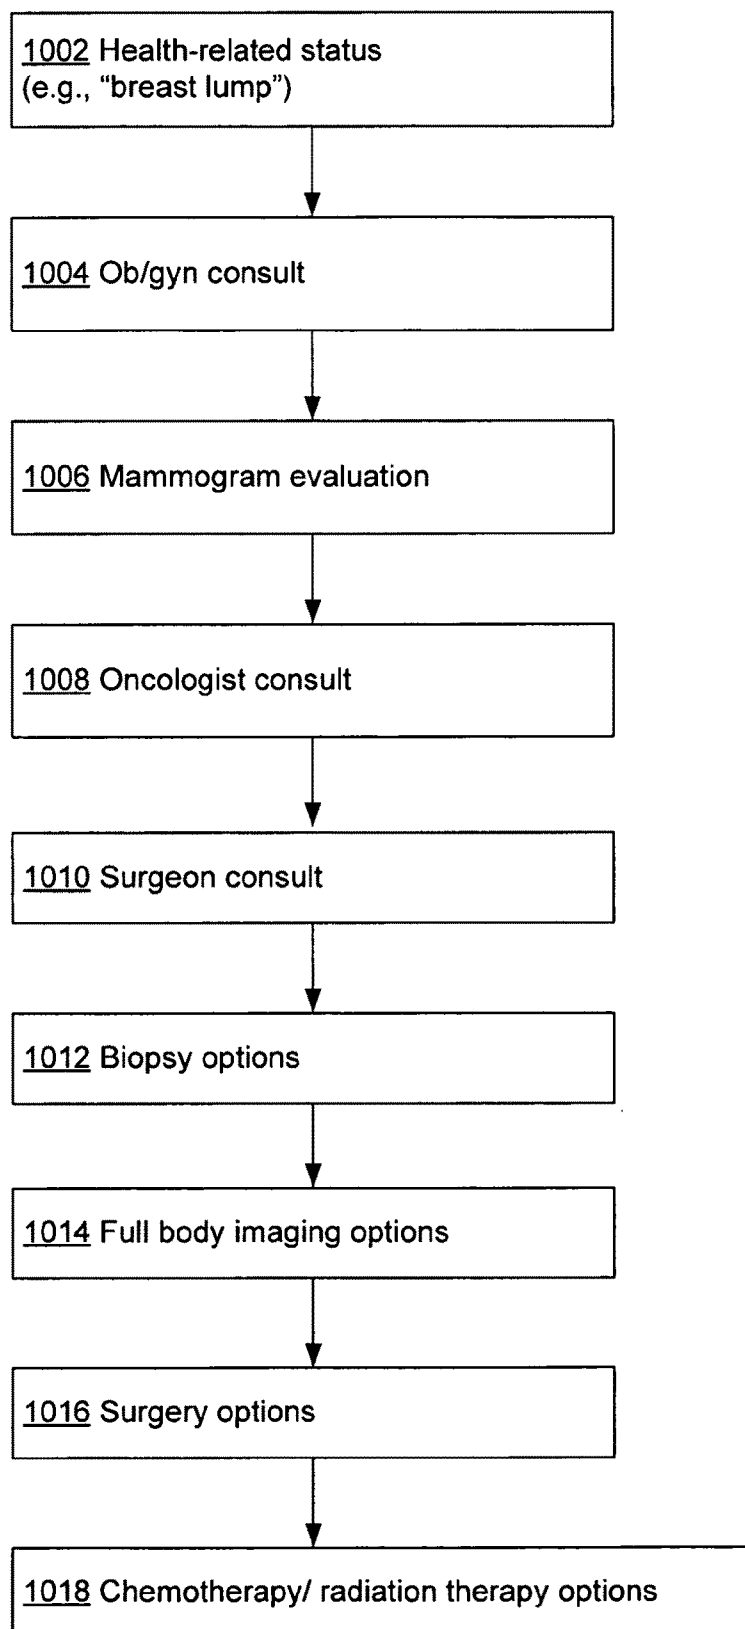 1002 Health-related status
(e.g., “breast lump”)
1004 Ob/gyn consult
1006 Mammogram evaluation
1008 Oncologist consult
1010 Surgeon consult
1012 Biopsy options
1014 Full body imaging options
1016 Surgery options
1018 Chemotherapy/ radiation therapy options